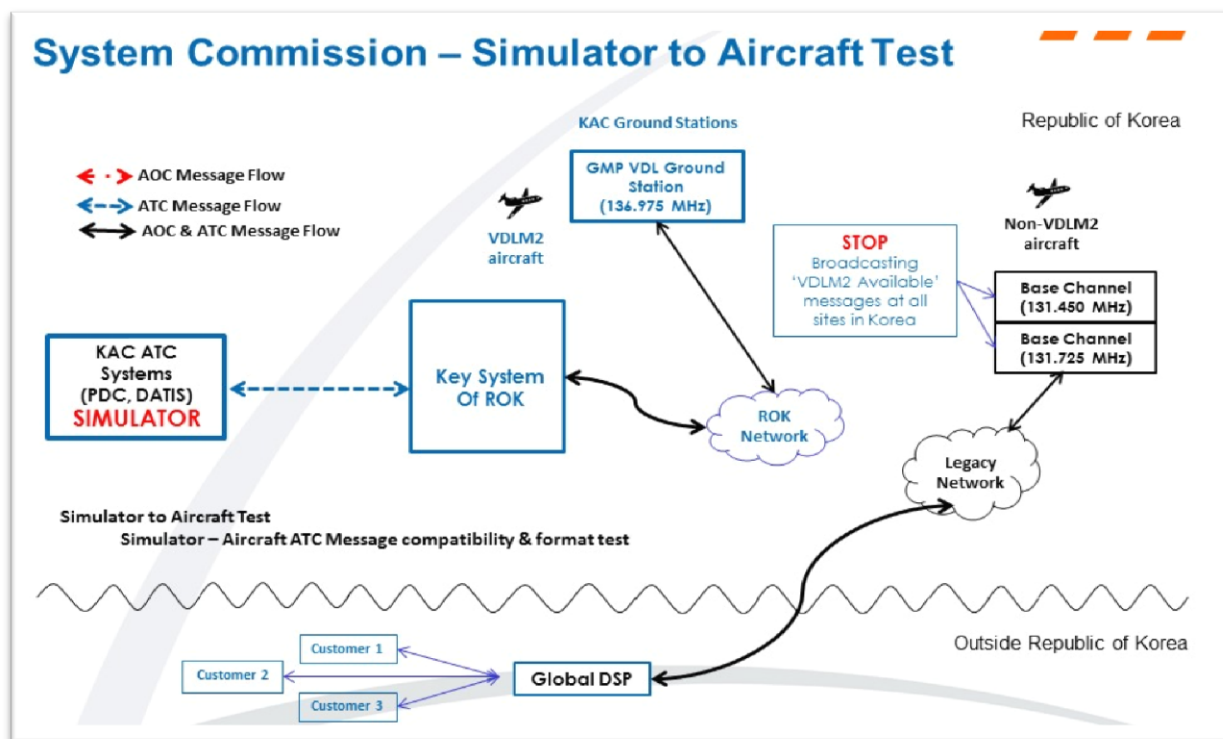 System Commission – Simulator to Aircraft Test
KAC Ground Stations
Republic of Korea
AOC Message Flow
ATC Message Flow
AOC & ATC Message Flow
VDLM2
aircraft
GMP VDL Ground
Station
(136.975 MHz)
STOP
Broadcasting
‘VDLM2 Available’
messages at all
sites in Korea
Non-VDLM2
aircraft
Base Channel
(131.450 MHz)
Base Channel
(131.725 MHz)
KAC ATC
Systems
(PDC, DATIS)
SIMULATOR
Key System
Of ROK
ROK
Network
Legacy
Network
Simulator to Aircraft Test
Simulator – Aircraft ATC Message compatibility & format test
Outside Republic of Korea
Customer 1
Customer 2
Customer 3
Global DSP